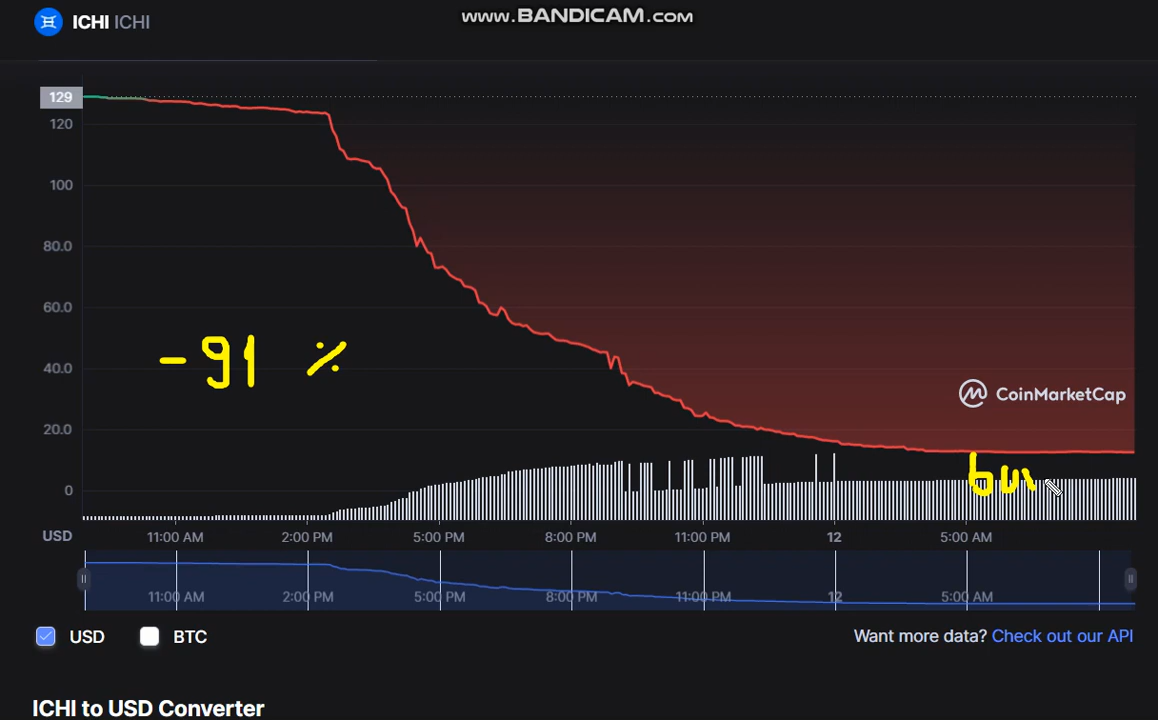 ICHI ICHI
www.BANDICAM.com
129
120
100
80.0
60.0
40.0
20.0
0
-91 %
CoinMarketCap
USD 11:00 AM 2:00 PM 5:00 PM 8:00 PM 11:00 PM 12 5:00 AM
11:00 AM 2:00 PM 5:00 PM 8:00 PM 11:00 PM 12 5:00 AM
USD BTC
Want more data? Check out our API
ICHI to USD Converter